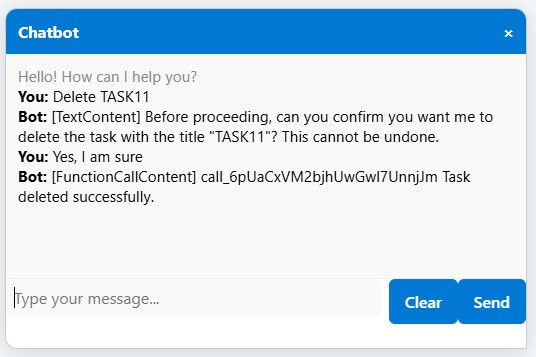 Chatbot ×
Hello! How can I help you?
You: Delete TASK11
Bot: [TextContent] Before proceeding, can you confirm you want me to
delete the task with the title "TASK11"? This cannot be undone.
You: Yes, I am sure
Bot: [FunctionCallContent] call_6pUaCxVM2bjhUwGwl7UnnjJm Task
deleted successfully.
Type your message... Clear Send